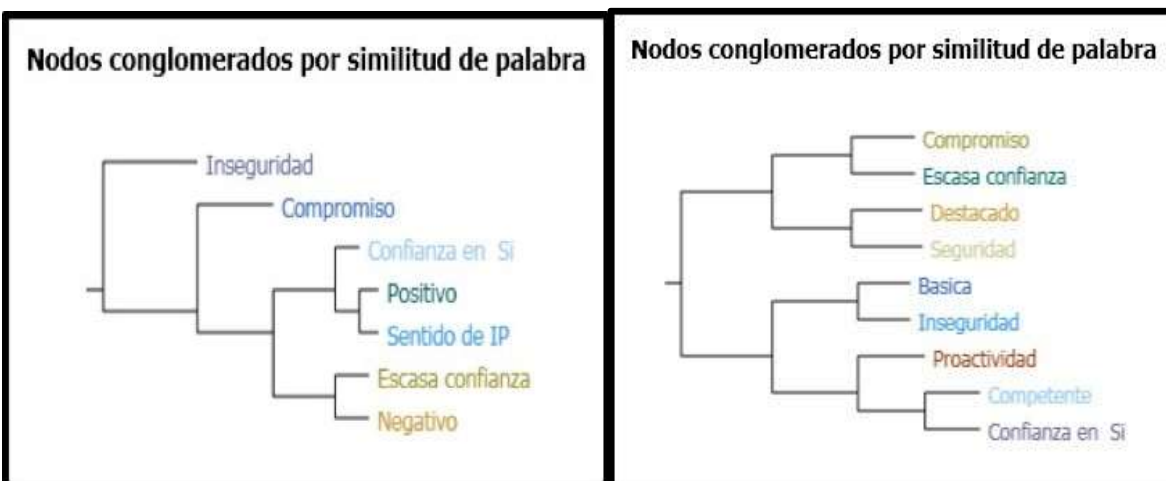 Nodos conglomerados por similitud de palabra
Inseguridad
Compromiso
Confianza en Si
Positivo
Sentido de IP
Escasa confianza
Negativo
Nodos conglomerados por similitud de palabra
Compromiso
Escasa confianza
Destacado
Seguridad
Basica
Inseguridad
Proactividad
Competente
Confianza en Si